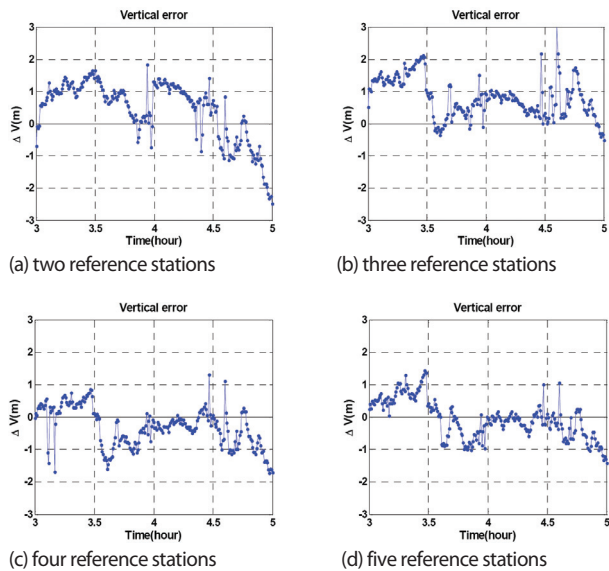 Vertical error
3
2
1
0
-1
-2
-3
Δ V(m)
3 3.5 4 4.5 5
Time(hour)
(a) two reference stations
Vertical error
3
2
1
0
-1
-2
-3
Δ V(m)
3 3.5 4 4.5 5
Time(hour)
(b) three reference stations
Vertical error
3
2
1
0
-1
-2
-3
Δ V(m)
3 3.5 4 4.5 5
Time(hour)
(c) four reference stations
Vertical error
3
2
1
0
-1
-2
-3
Δ V(m)
3 3.5 4 4.5 5
Time(hour)
(d) five reference stations